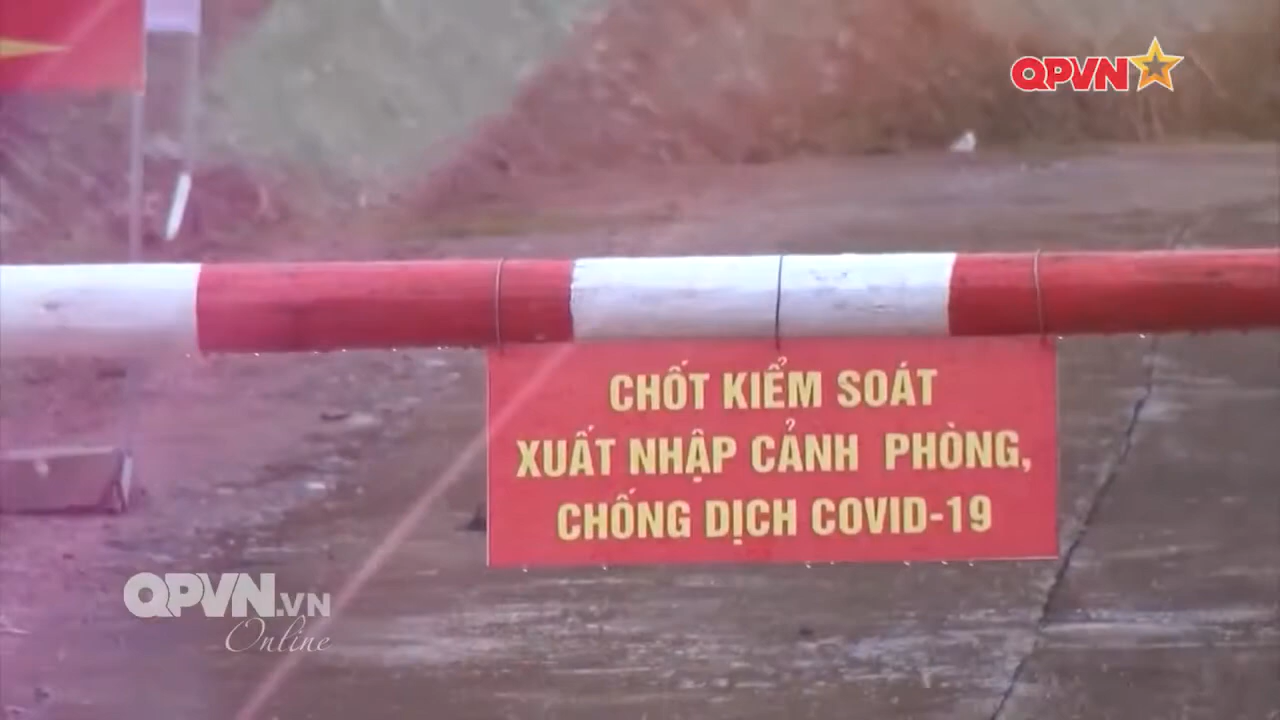 QPVN
CHỐT KIỂM SOÁT
XUẤT NHẬP CẢNH PHÒNG,
CHỐNG DỊCH COVID-19
QPVN.VN
Online